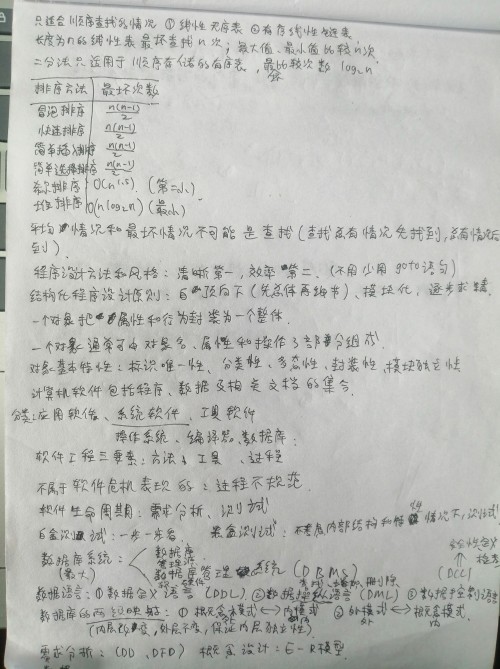 只适合顺序查找的情况 ①线性无序表 ②有序线性链表
长度为n的线性表 最坏查找n次；最大值、最小值比较n次
二分法只适用于顺序存储的有序表，最坏比较次数 log₂n
排序方法 最坏次数
冒泡排序 n(n-1)/2
快速排序 n(n-1)/2
简单插入排序 n(n-1)/2
简单选择排序 n(n-1)/2
希尔排序 O(n^1.5) (第二小)
堆排序 O(nlog₂n) (最小)
平均情况和最坏情况不可能是查找(查找总有情况先找到,总有情况后
到)
程序设计方法和风格：清晰第一，效率第二．(不用少用 goto语句)
结构化程序设计原则：自顶向下(先总体再细节)、模块化，逐步求精
一个对象把属性和行为封装为一个整体
一个对象通常可由对象名、属性和操作3部分组成
对象基本特性：标识唯一性、分类性、多态性、封装性、模块独立性
计算机软件包括程序、数据及相关文档的集合
分类:应用软件、系统软件、工具软件
操作系统、编译器、数据库
软件工程三要素：方法、工具、过程
不属于软件危机表现的：过程不规范
软件生命周期：需求分析、测试
白盒测试：一步一步看 黑盒测试：不考虑内部结构和特性情况下,测试
数据库系统： 数据库
(最大) 管理员
数据库管理系统 (DBMS)
(DCL)
数据语言：①数据定义语言 (DDL) ②数据操纵语言(DML) ③数据控制语言
数据库的两级映射：①概念模式⟷内模式 ②外模式⟷概念模式
(内层改变，外层不变，保证内层独立性)
需求分析：(DD、DFD) 概念设计：E-R模型